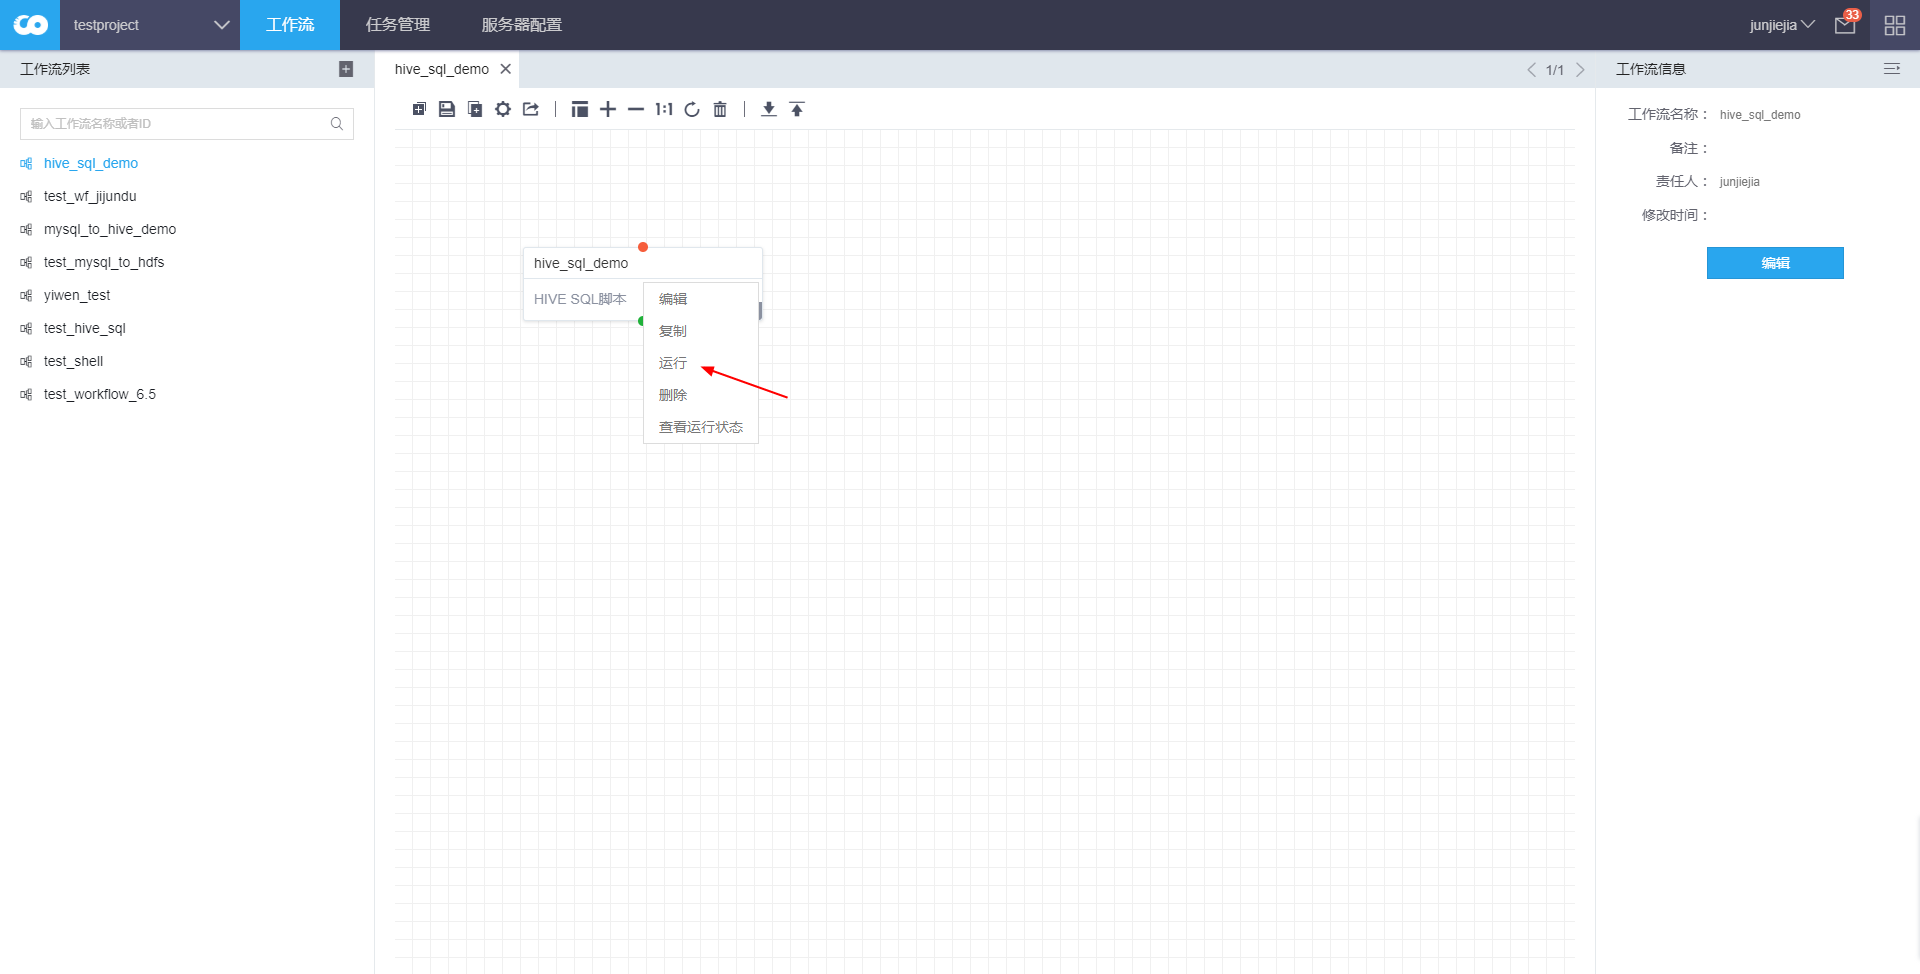 testproject
工作流
任务管理
服务器配置
junjiejia
33
工作流列表
hive_sql_demo
1/1
工作流信息
输入工作流名称或者ID
hive_sql_demo
test_wf_jijundu
mysql_to_hive_demo
test_mysql_to_hdfs
yiwen_test
test_hive_sql
test_shell
test_workflow_6.5
1:1
hive_sql_demo
HIVE SQL脚本
编辑
复制
运行
删除
查看运行状态
工作流名称： hive_sql_demo
备注：
责任人： junjiejia
修改时间：
编辑